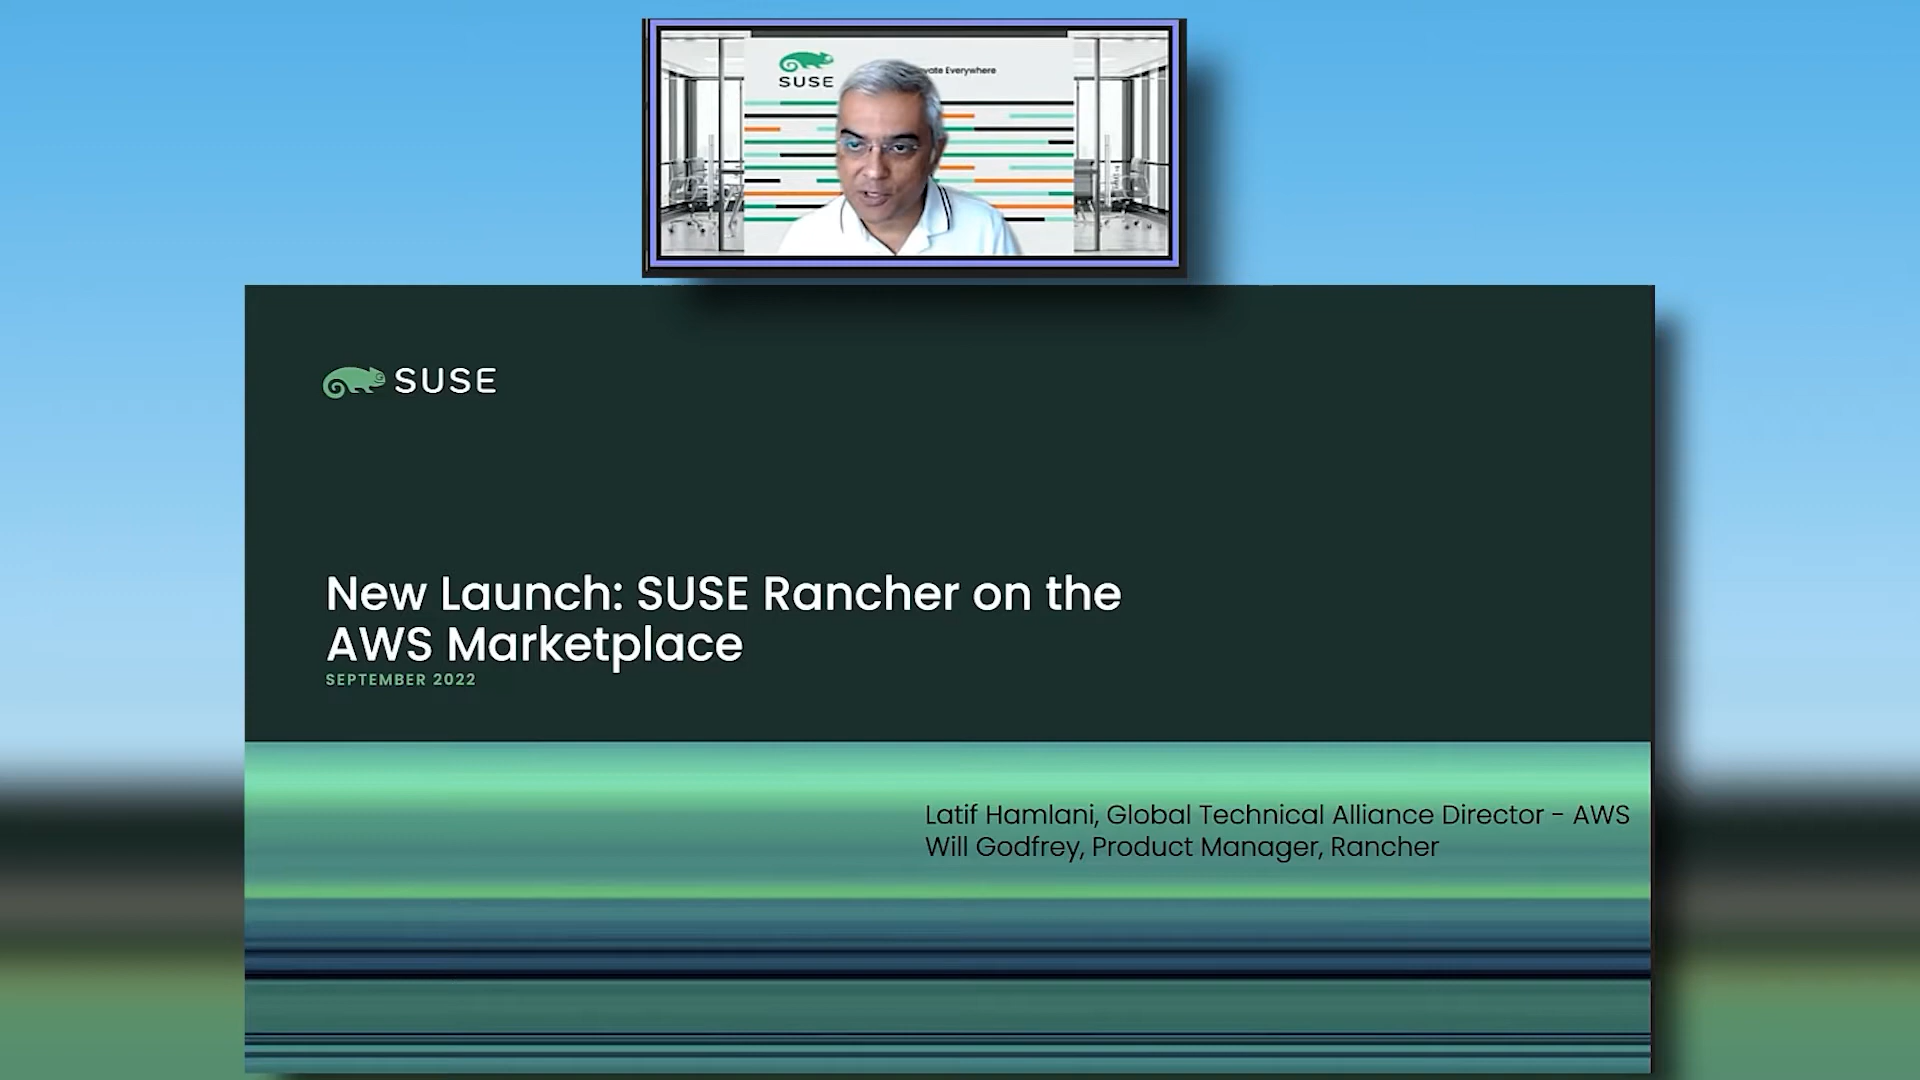 SUSE
vate Everywhere
SUSE
New Launch: SUSE Rancher on the
AWS Marketplace
SEPTEMBER 2022
Latif Hamlani, Global Technical Alliance Director - AWS
Will Godfrey, Product Manager, Rancher